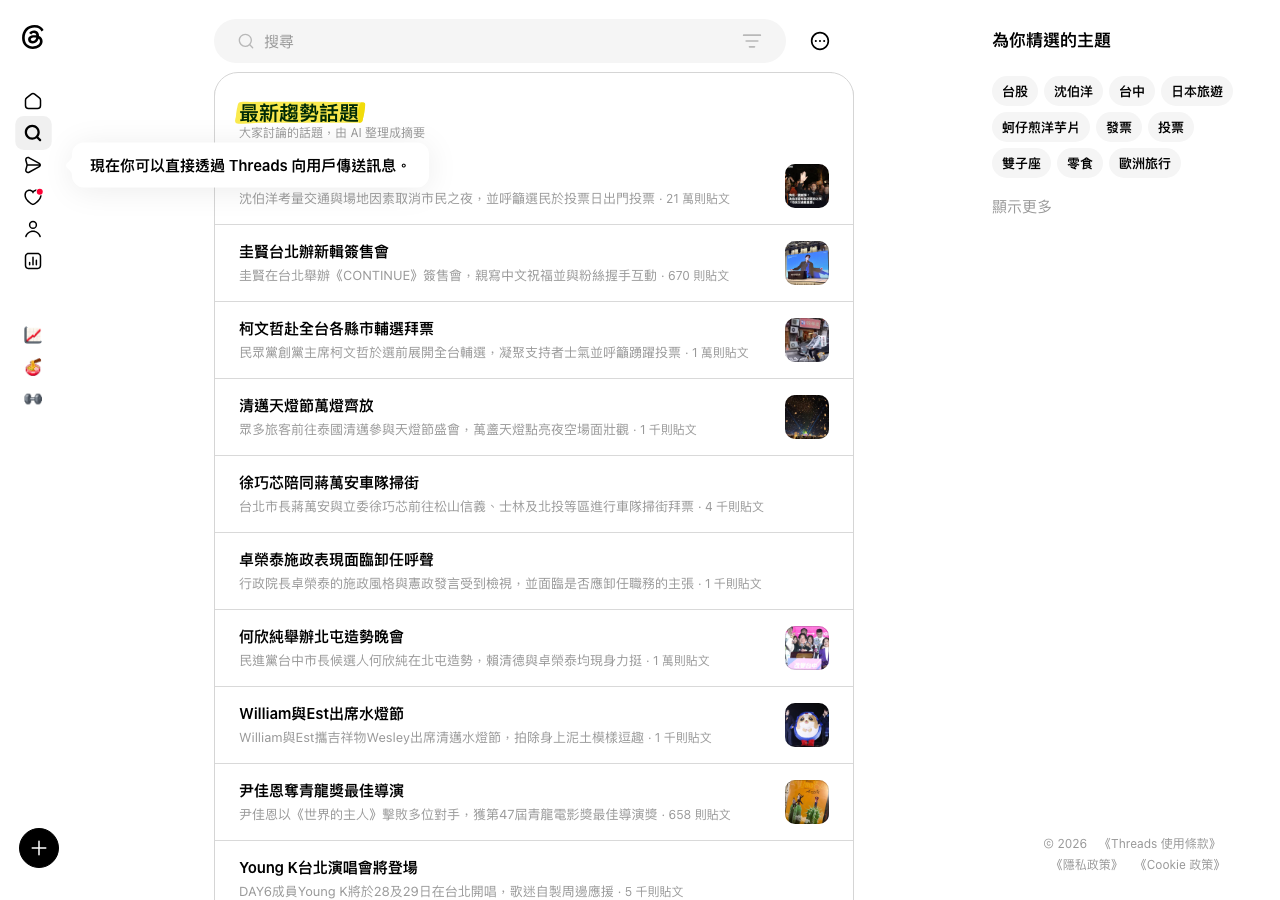 搜尋
最新趨勢話題
大家討論的話題，由 AI 整理成摘要
現在你可以直接透過 Threads 向用戶傳送訊息。
沈伯洋考量交通與場地因素取消市民之夜，並呼籲選民於投票日出門投票 · 21 萬則貼文
圭賢台北辦新輯簽售會
圭賢在台北舉辦《CONTINUE》簽售會，親寫中文祝福並與粉絲握手互動 · 670 則貼文
柯文哲赴全台各縣市輔選拜票
民眾黨創黨主席柯文哲於選前展開全台輔選，凝聚支持者士氣並呼籲踴躍投票 · 1 萬則貼文
清邁天燈節萬燈齊放
眾多旅客前往泰國清邁參與天燈節盛會，萬盞天燈點亮夜空場面壯觀 · 1 千則貼文
徐巧芯陪同蔣萬安車隊掃街
台北市長蔣萬安與立委徐巧芯前往松山信義、士林及北投等區進行車隊掃街拜票 · 4 千則貼文
卓榮泰施政表現面臨卸任呼聲
行政院長卓榮泰的施政風格與憲政發言受到檢視，並面臨是否應卸任職務的主張 · 1 千則貼文
何欣純舉辦北屯造勢晚會
民進黨台中市長候選人何欣純在北屯造勢，賴清德與卓榮泰均現身力挺 · 1 萬則貼文
William與Est出席水燈節
William與Est攜吉祥物Wesley出席清邁水燈節，拍除身上泥土模樣逗趣 · 1 千則貼文
尹佳恩奪青龍獎最佳導演
尹佳恩以《世界的主人》擊敗多位對手，獲第47屆青龍電影獎最佳導演獎 · 658 則貼文
Young K台北演唱會將登場
DAY6成員Young K將於28及29日在台北開唱，歌迷自製周邊應援 · 5 千則貼文
為你精選的主題
台股 沈伯洋 台中 日本旅遊
蚵仔煎洋芋片 發票 投票
雙子座 零食 歐洲旅行
顯示更多
© 2026 《Threads 使用條款》
《隱私政策》 《Cookie 政策》